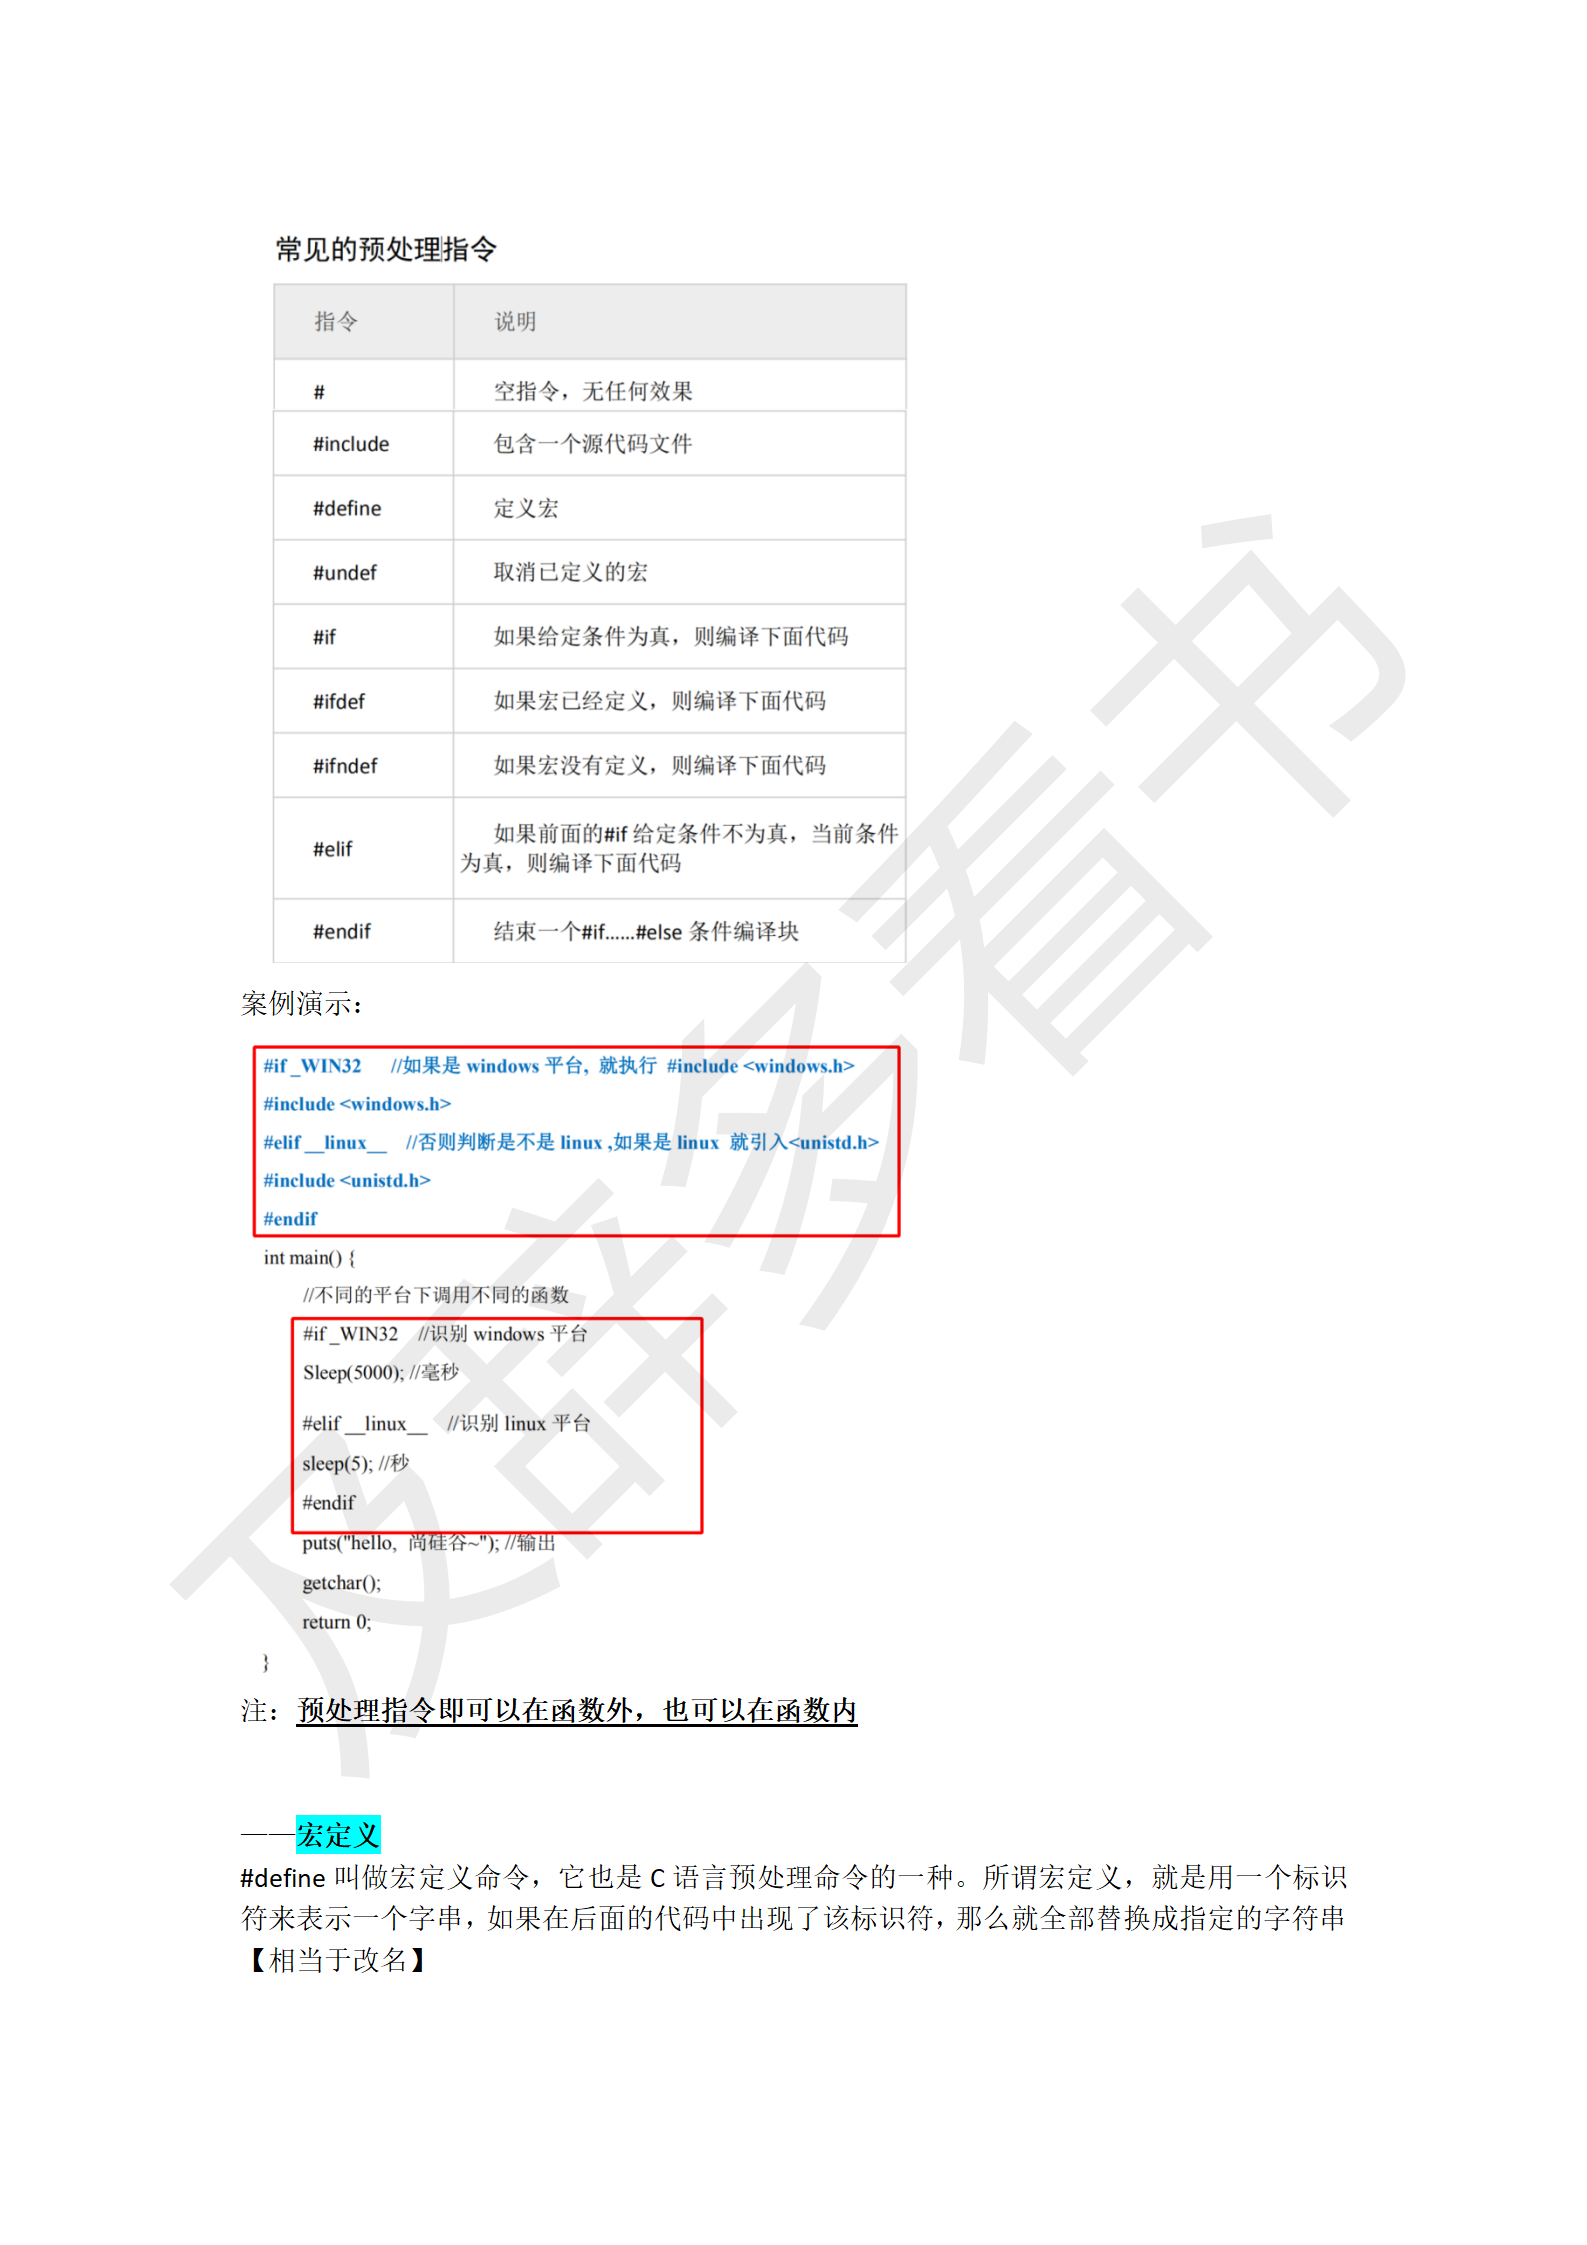 常见的预处理指令
指令 说明
# 空指令，无任何效果
#include 包含一个源代码文件
#define 定义宏
#undef 取消已定义的宏
#if 如果给定条件为真，则编译下面代码
#ifdef 如果宏已经定义，则编译下面代码
#ifndef 如果宏没有定义，则编译下面代码
#elif 如果前面的#if 给定条件不为真，当前条件
为真，则编译下面代码
#endif 结束一个#if……#else 条件编译块
案例演示：
#if _WIN32 //如果是 windows 平台, 就执行 #include <windows.h>
#include <windows.h>
#elif __linux__ //否则判断是不是 linux ,如果是 linux 就引入<unistd.h>
#include <unistd.h>
#endif
int main() {
//不同的平台下调用不同的函数
#if _WIN32 //识别 windows 平台
Sleep(5000); //毫秒
#elif __linux__ //识别 linux 平台
sleep(5); //秒
#endif
puts("hello, 尚硅谷~"); //输出
getchar();
return 0;
}
注：预处理指令即可以在函数外，也可以在函数内
——宏定义
#define 叫做宏定义命令，它也是 C 语言预处理命令的一种。所谓宏定义，就是用一个标识
符来表示一个字串，如果在后面的代码中出现了该标识符，那么就全部替换成指定的字符串
【相当于改名】
及辞多看书